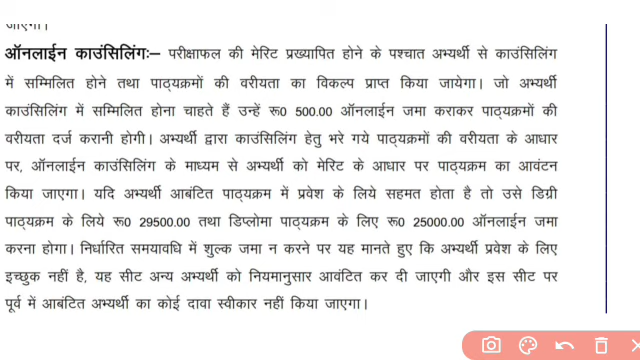 ऑनलाईन काउंसिलिंगः– परीक्षाफल की मेरिट प्रख्यापित होने के पश्चात अभ्यर्थी से काउंसिलिंग
में सम्मिलित होने तथा पाठ्यक्रमों की वरीयता का विकल्प प्राप्त किया जायेगा। जो अभ्यर्थी
काउंसिलिंग में सम्मिलित होना चाहते हैं उन्हें रू0 500.00 ऑनलाईन जमा कराकर पाठ्यक्रमों की
वरीयता दर्ज करानी होगी। अभ्यर्थी द्वारा काउंसिलिंग हेतु भरे गये पाठ्यक्रमों की वरीयता के आधार
पर, ऑनलाईन काउंसिलिंग के माध्यम से अभ्यर्थी को मेरिट के आधार पर पाठ्यक्रम का आवंटन
किया जाएगा। यदि अभ्यर्थी आबंटित पाठ्यक्रम में प्रवेश के लिये सहमत होता है तो उसे डिग्री
पाठ्यक्रम के लिये रू0 29500.00 तथा डिप्लोमा पाठ्यक्रम के लिए रू0 25000.00 ऑनलाईन जमा
करना होगा। निर्धारित समयावधि में शुल्क जमा न करने पर यह मानते हुए कि अभ्यर्थी प्रवेश के लिए
इच्छुक नहीं है, यह सीट अन्य अभ्यर्थी को नियमानुसार आवंटित कर दी जाएगी और इस सीट पर
पूर्व में आबंटित अभ्यर्थी का कोई दावा स्वीकार नहीं किया जाएगा।